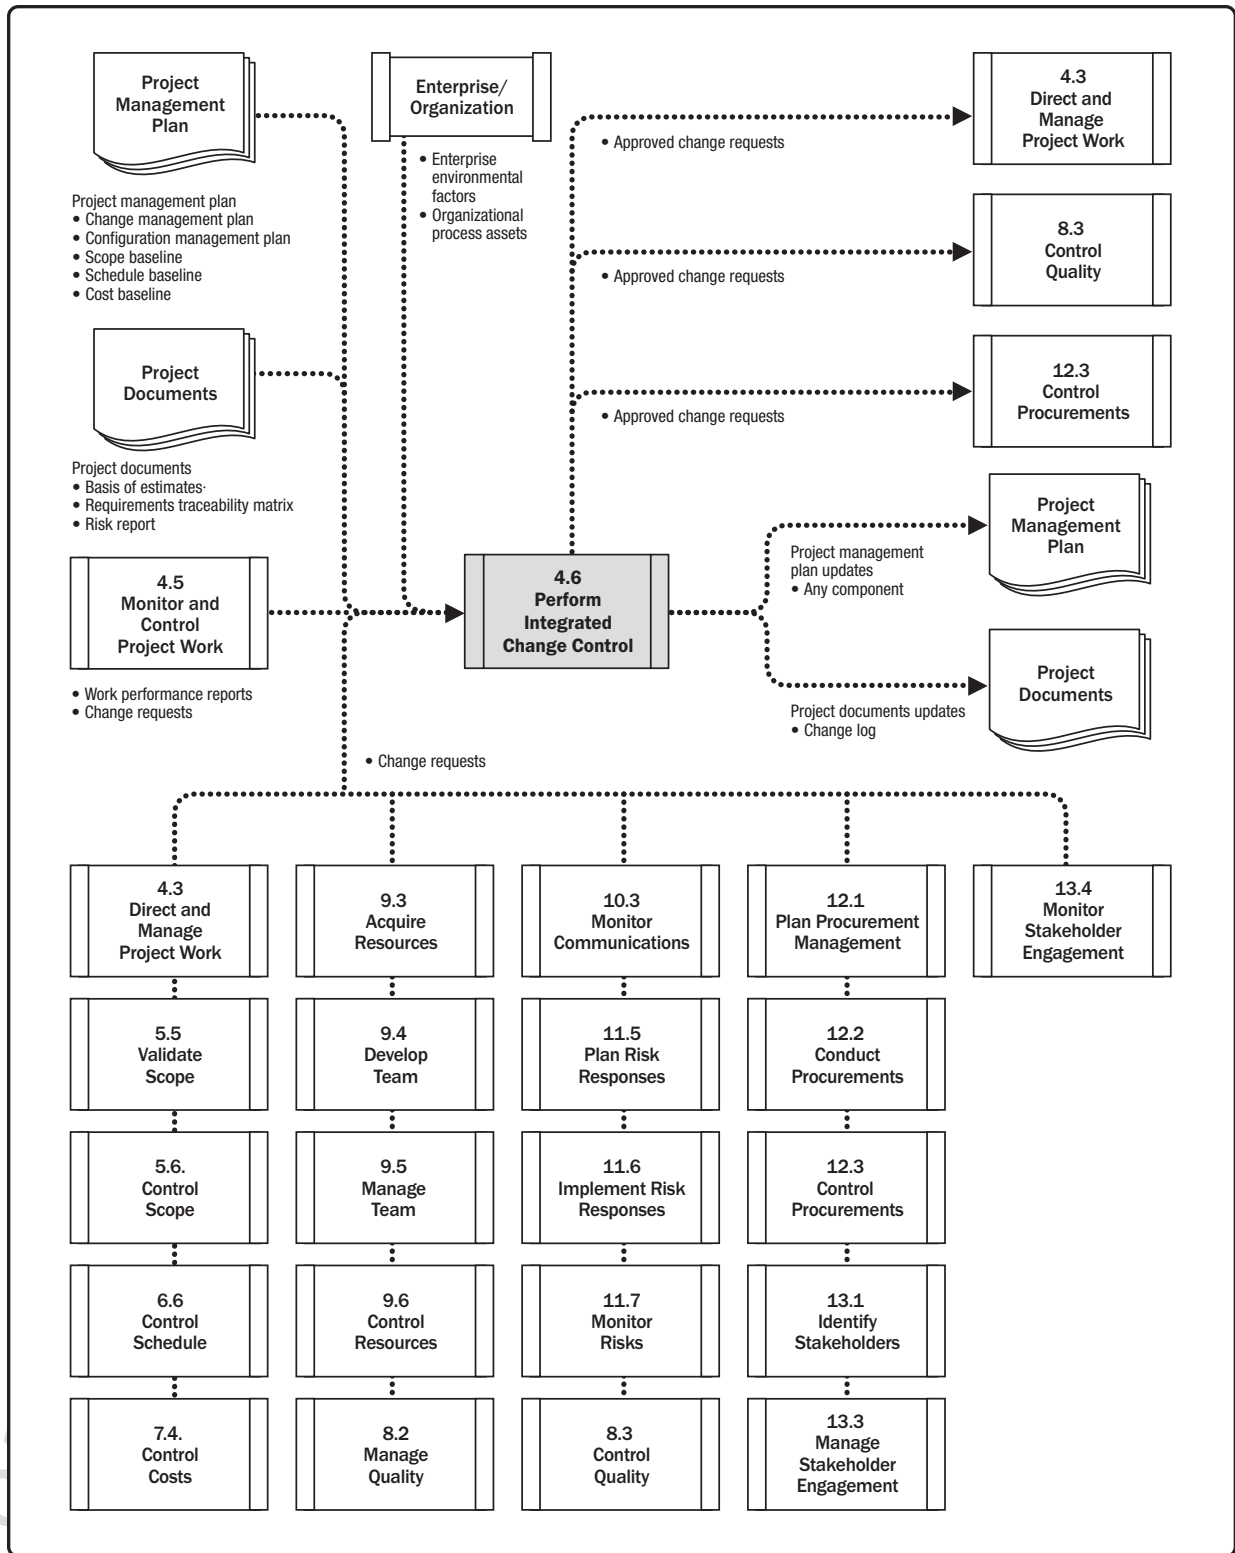 Project
Management
Plan
Project management plan
• Change management plan
• Configuration management plan
• Scope baseline
• Schedule baseline
• Cost baseline
Enterprise/
Organization
• Enterprise
environmental
factors
• Organizational
process assets
4.3
Direct and
Manage
Project Work
• Approved change requests
8.3
Control
Quality
• Approved change requests
12.3
Control
Procurements
• Approved change requests
Project
Documents
Project documents
• Basis of estimates·
• Requirements traceability matrix
• Risk report
4.5
Monitor and
Control
Project Work
• Work performance reports
• Change requests
4.6
Perform
Integrated
Change Control
Project
Management
Plan
Project management
plan updates
• Any component
Project
Documents
Project documents updates
• Change log
• Change requests
4.3
Direct and
Manage
Project Work
5.5
Validate
Scope
5.6.
Control
Scope
6.6
Control
Schedule
7.4.
Control
Costs
9.3
Acquire
Resources
9.4
Develop
Team
9.5
Manage
Team
9.6
Control
Resources
8.2
Manage
Quality
10.3
Monitor
Communications
11.5
Plan Risk
Responses
11.6
Implement Risk
Responses
11.7
Monitor
Risks
8.3
Control
Quality
12.1
Plan Procurement
Management
12.2
Conduct
Procurements
12.3
Control
Procurements
13.1
Identify
Stakeholders
13.3
Manage
Stakeholder
Engagement
13.4
Monitor
Stakeholder
Engagement